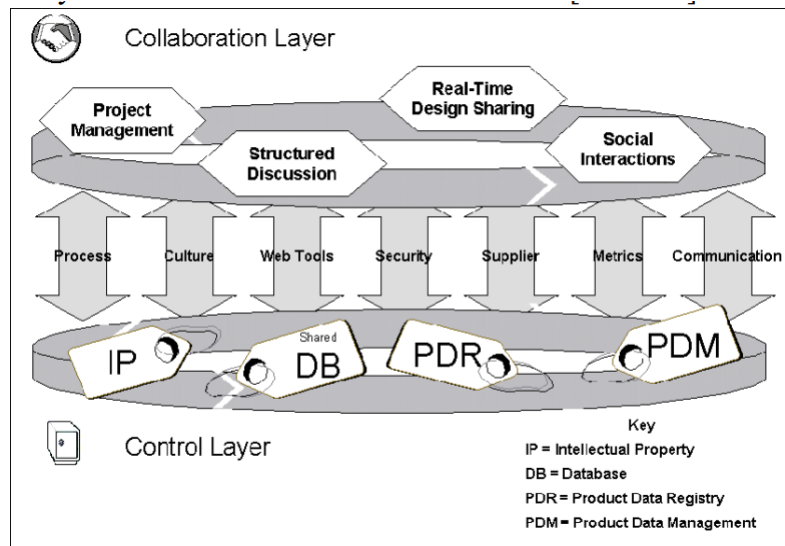 Collaboration Layer
Project
Management
Real-Time
Design Sharing
Structured
Discussion
Social
Interactions
Process
Culture
Web Tools
Security
Supplier
Metrics
Communication
IP
Shared
DB
PDR
PDM
Control Layer
Key
IP = Intellectual Property
DB = Database
PDR = Product Data Registry
PDM = Product Data Management